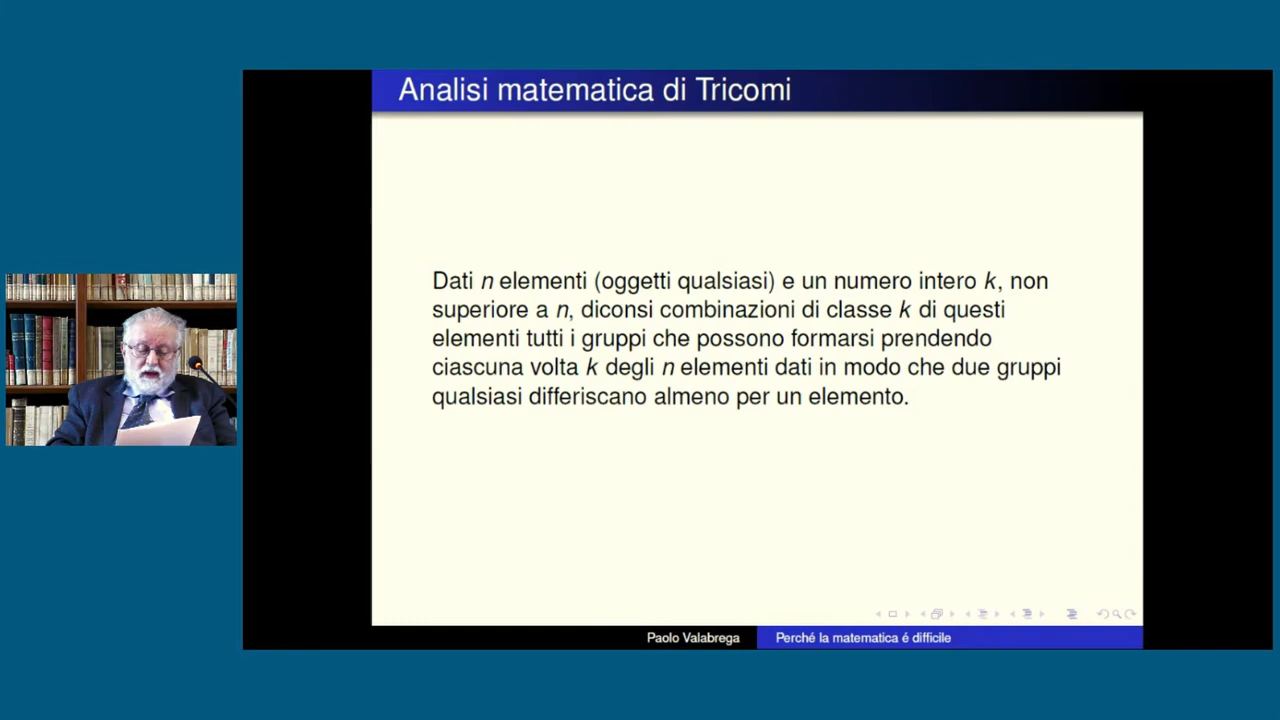 Analisi matematica di Tricomi
Dati n elementi (oggetti qualsiasi) e un numero intero k, non
superiore a n, diconsi combinazioni di classe k di questi
elementi tutti i gruppi che possono formarsi prendendo
ciascuna volta k degli n elementi dati in modo che due gruppi
qualsiasi differiscano almeno per un elemento.
Paolo Valabrega
Perché la matematica é difficile